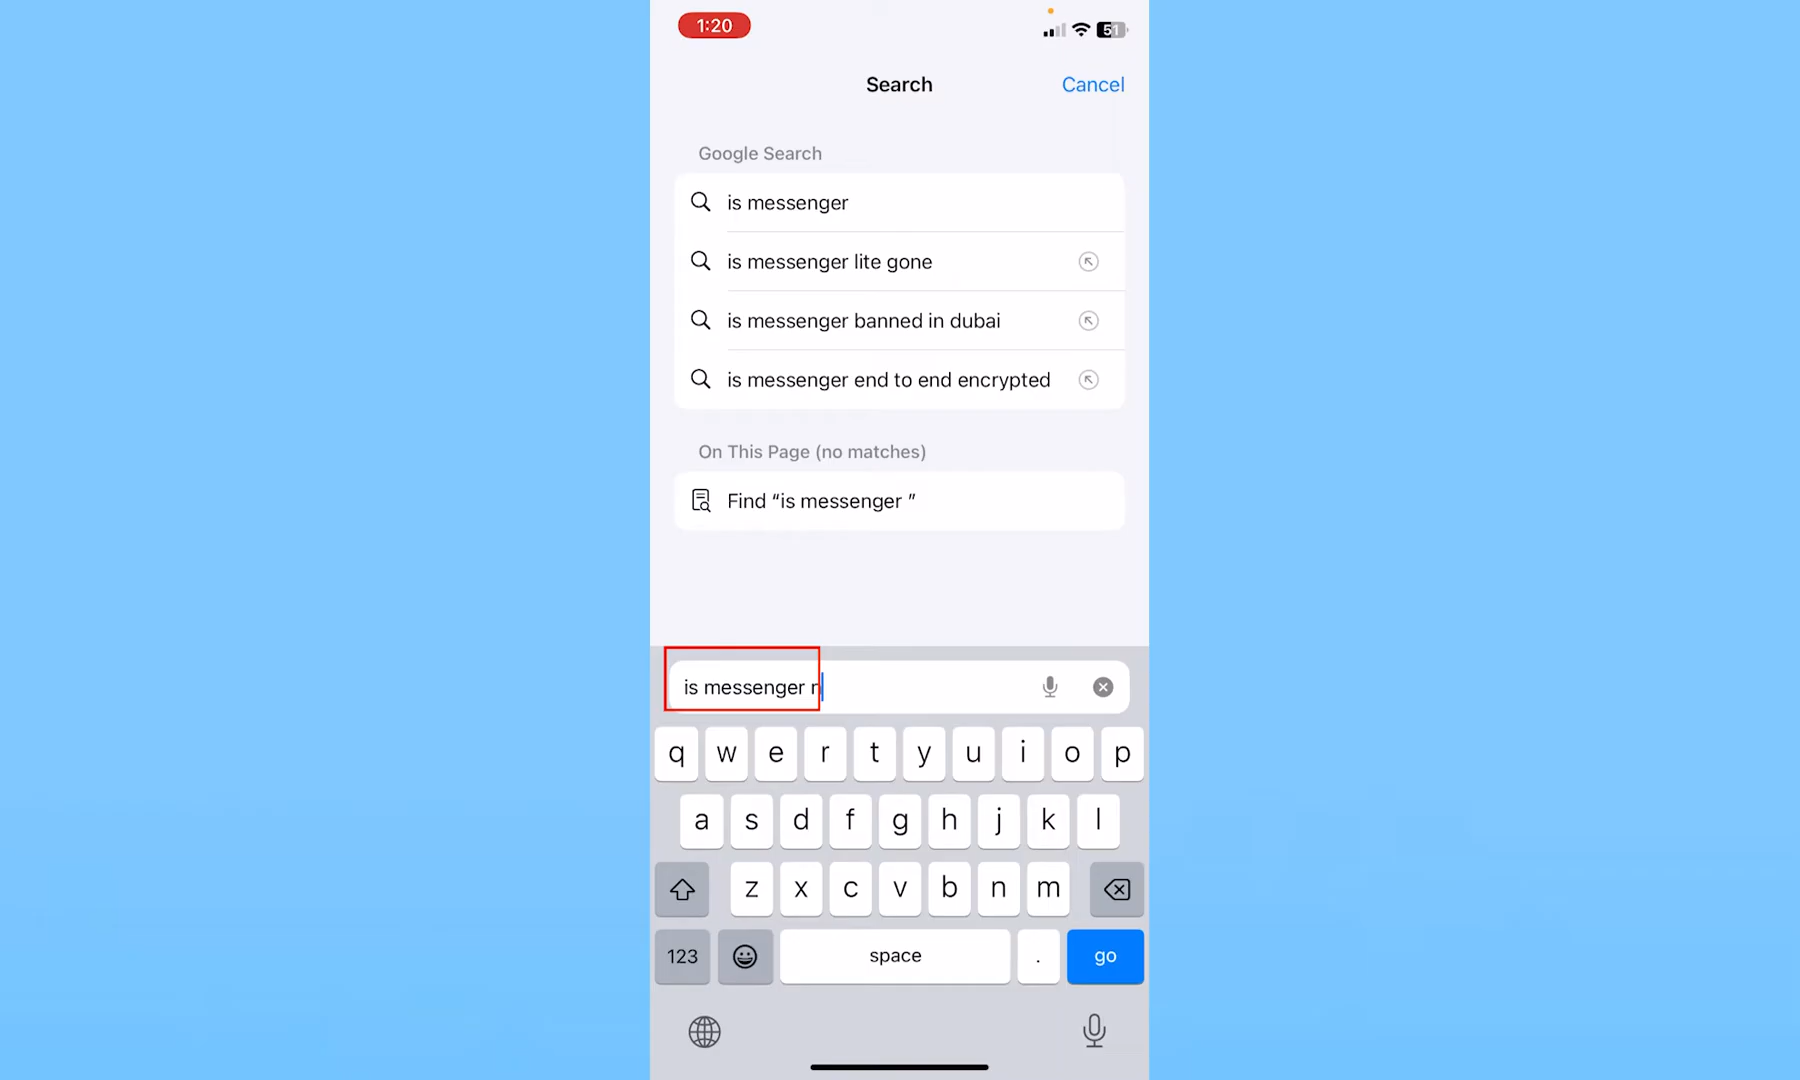 1:20
51
Search
Cancel
Google Search
is messenger
is messenger lite gone
is messenger banned in dubai
is messenger end to end encrypted
On This Page (no matches)
Find “is messenger ”
is messenger n
q w e r t y u i o p
a s d f g h j k l
z x c v b n m
123 space . go